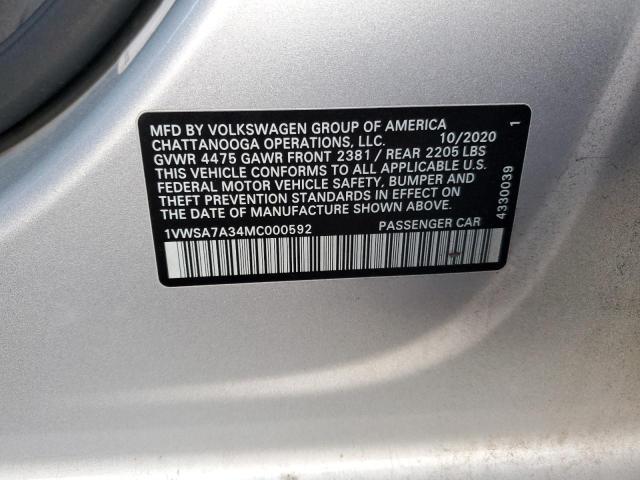 MFD BY VOLKSWAGEN GROUP OF AMERICA
CHATTANOOGA OPERATIONS, LLC. 10/2020
GVWR 4475 GAWR FRONT 2381 / REAR 2205 LBS
THIS VEHICLE CONFORMS TO ALL APPLICABLE U.S.
FEDERAL MOTOR VEHICLE SAFETY, BUMPER AND
THEFT PREVENTION STANDARDS IN EFFECT ON
THE DATE OF MANUFACTURE SHOWN ABOVE.
1VWSA7A34MC000592 PASSENGER CAR
4330039 1